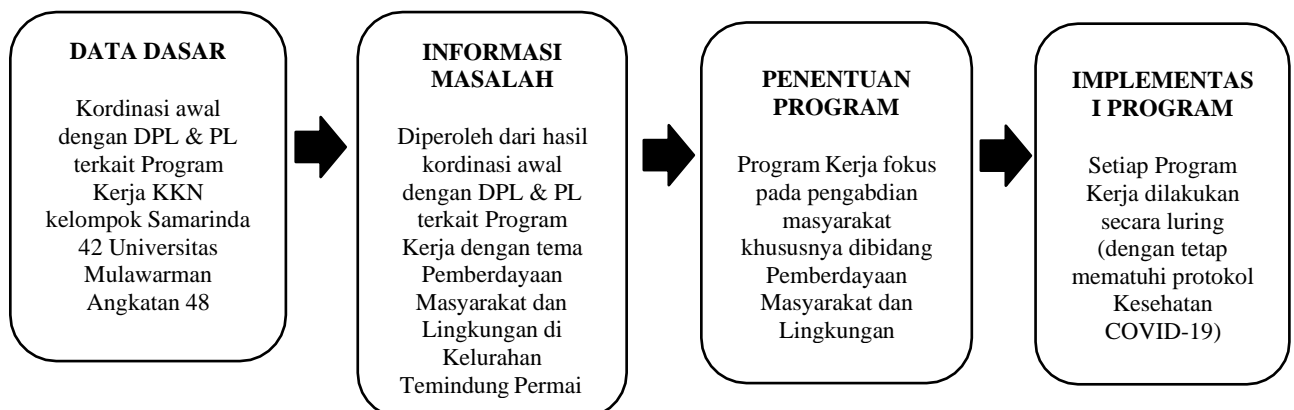 DATA DASAR
Kordinasi awal
dengan DPL & PL
terkait Program
Kerja KKN
kelompok Samarinda
42 Universitas
Mulawarman
Angkatan 48
INFORMASI
MASALAH
Diperoleh dari hasil
kordinasi awal
dengan DPL & PL
terkait Program
Kerja dengan tema
Pemberdayaan
Masyarakat dan
Lingkungan di
Kelurahan
Temindung Permai
PENENTUAN
PROGRAM
Program Kerja fokus
pada pengabdian
masyarakat
khususnya dibidang
Pemberdayaan
Masyarakat dan
Lingkungan
IMPLEMENTAS
I PROGRAM
Setiap Program
Kerja dilakukan
secara luring
(dengan tetap
mematuhi protokol
Kesehatan
COVID-19)